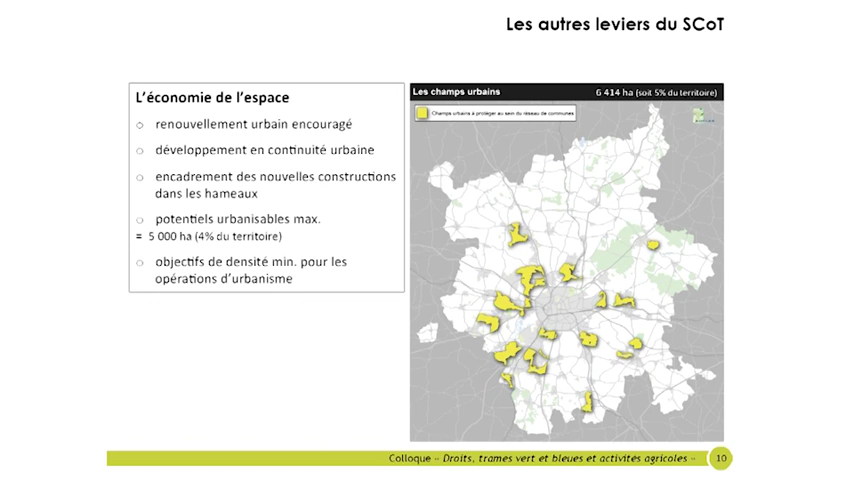 Les autres leviers du SCoT
L'économie de l'espace
○ renouvellement urbain encouragé
○ développement en continuité urbaine
○ encadrement des nouvelles constructions
dans les hameaux
○ potentiels urbanisables max.
= 5 000 ha (4% du territoire)
○ objectifs de densité min. pour les
opérations d'urbanisme
Les champs urbains 6 414 ha (soit 5% du territoire)
Champs urbains à protéger au sein du réseau de communes
Colloque – Droits, trames vert et bleues et activités agricoles –
10